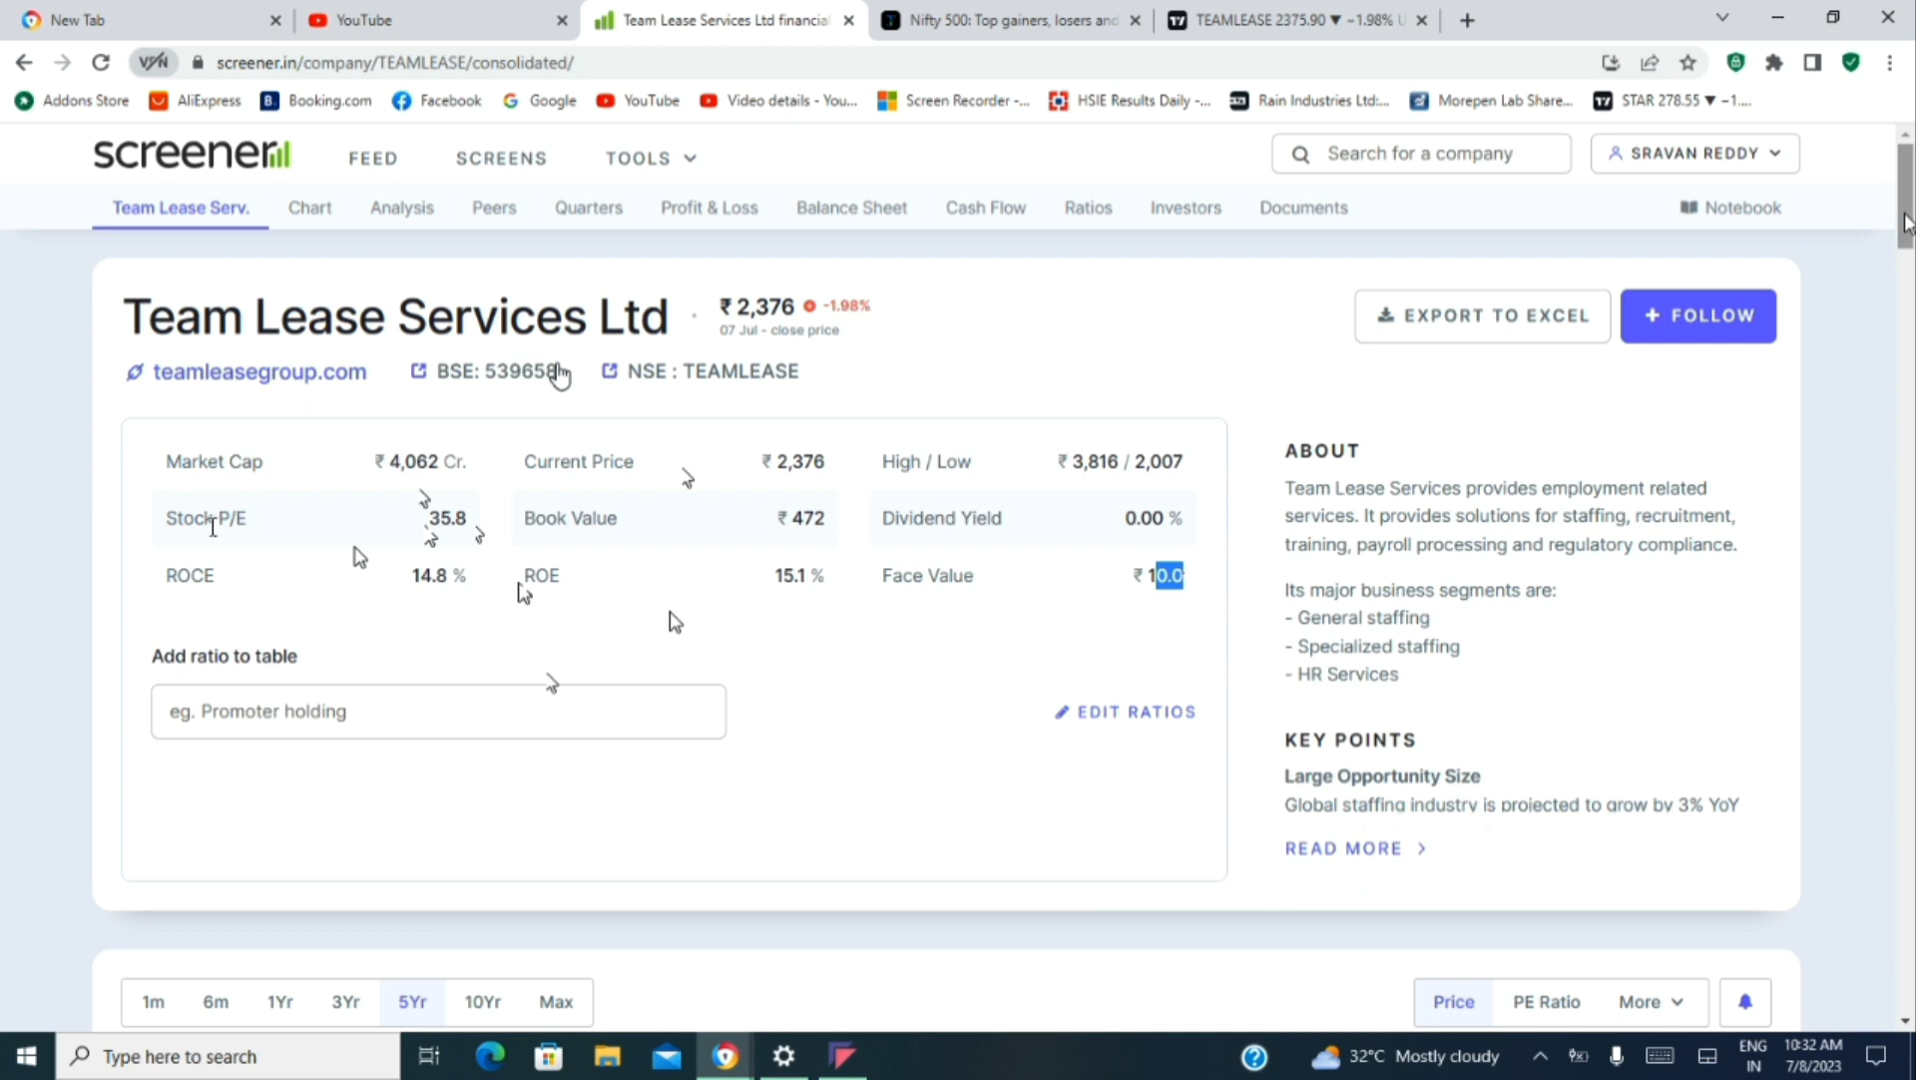 New Tab
YouTube
Team Lease Services Ltd financial
Nifty 500: Top gainers, losers and
TEAMLEASE 2375.90 ▼ −1.98% U
VPN
screener.in/company/TEAMLEASE/consolidated/
Addons Store
AliExpress
B.
Booking.com
Facebook
Google
YouTube
Video details - You...
Screen Recorder -...
HSIE Results Daily -...
Rain Industries Ltd:...
Morepen Lab Share...
STAR 278.55 ▼ −1....
screener
FEED
SCREENS
TOOLS
Search for a company
SRAVAN REDDY
Team Lease Serv.
Chart
Analysis
Peers
Quarters
Profit & Loss
Balance Sheet
Cash Flow
Ratios
Investors
Documents
Notebook
Team Lease Services Ltd
₹ 2,376 -1.98%
07 Jul - close price
EXPORT TO EXCEL
+ FOLLOW
teamleasegroup.com
BSE: 539658
NSE : TEAMLEASE
Market Cap ₹ 4,062 Cr.
Current Price ₹ 2,376
High / Low ₹ 3,816 / 2,007
Stock P/E 35.8
Book Value ₹ 472
Dividend Yield 0.00 %
ROCE 14.8 %
ROE 15.1 %
Face Value ₹ 10.0
Add ratio to table
eg. Promoter holding
EDIT RATIOS
ABOUT
Team Lease Services provides employment related
services. It provides solutions for staffing, recruitment,
training, payroll processing and regulatory compliance.
Its major business segments are:
- General staffing
- Specialized staffing
- HR Services
KEY POINTS
Large Opportunity Size
Global staffing industry is projected to grow by 3% YoY
READ MORE
1m
6m
1Yr
3Yr
5Yr
10Yr
Max
Price
PE Ratio
More
Type here to search
32°C Mostly cloudy
ENG
IN
10:32 AM
7/8/2023